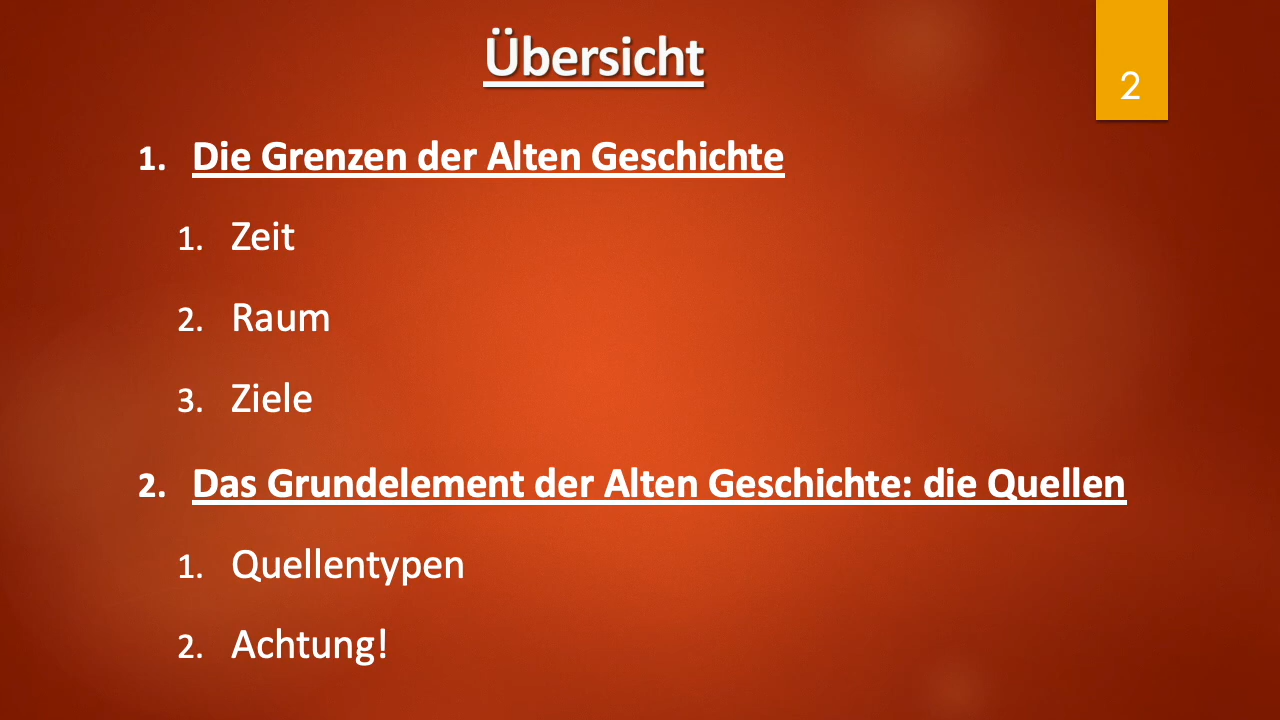 Übersicht
2
1. Die Grenzen der Alten Geschichte
1. Zeit
2. Raum
3. Ziele
2. Das Grundelement der Alten Geschichte: die Quellen
1. Quellentypen
2. Achtung!